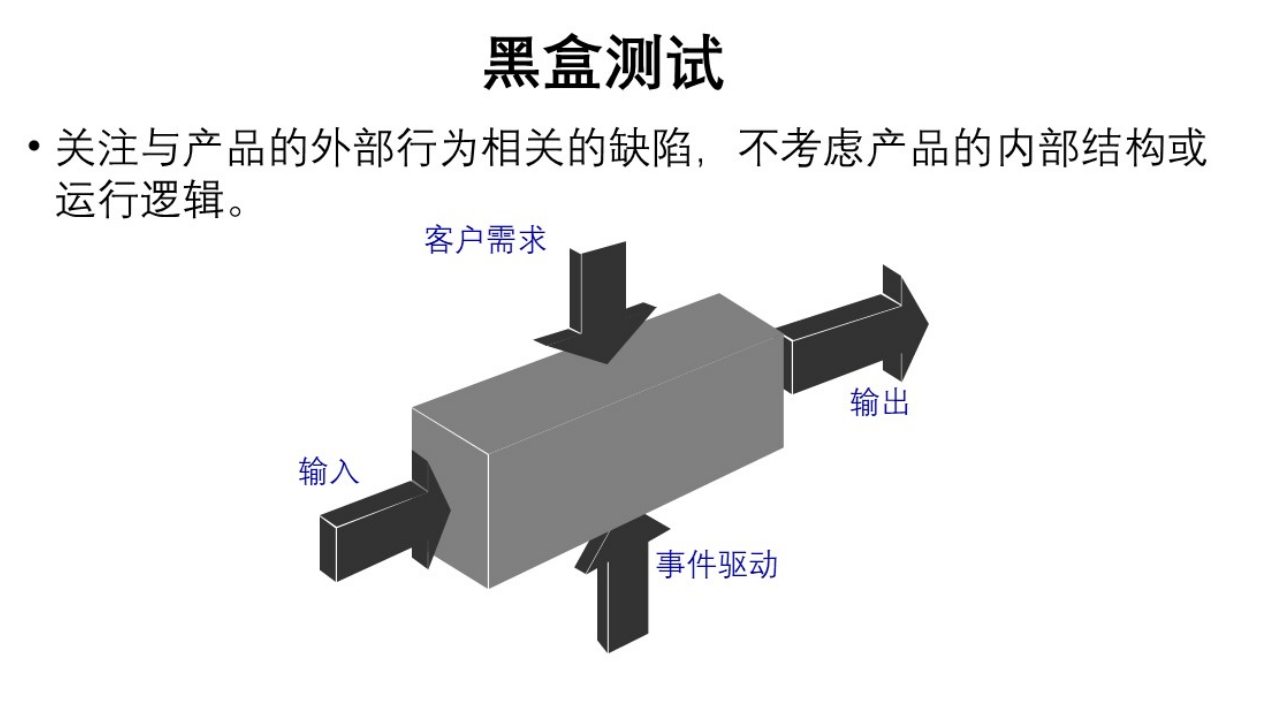 黑盒测试
• 关注与产品的外部行为相关的缺陷，不考虑产品的内部结构或
运行逻辑。
客户需求
输出
输入
事件驱动